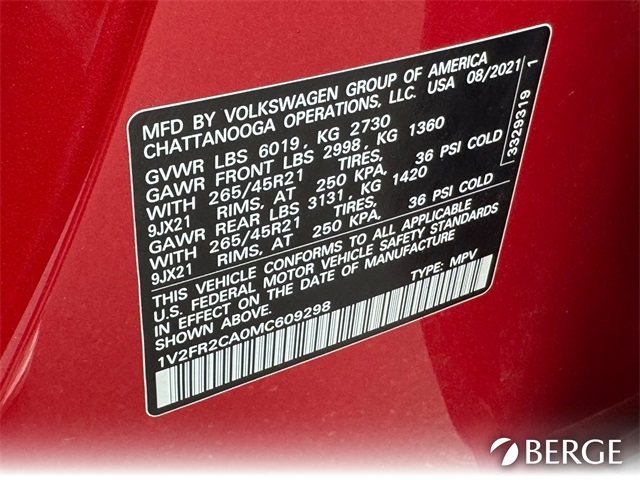 MFD BY VOLKSWAGEN GROUP OF AMERICA
CHATTANOOGA OPERATIONS, LLC. USA 08/2021
GVWR LBS 6019, KG 2730
GAWR FRONT LBS 2998, KG 1360
WITH 265/45R21 TIRES,
9JX21 RIMS, AT 250 KPA, 36 PSI COLD
GAWR REAR LBS 3131, KG 1420
WITH 265/45R21 TIRES,
9JX21 RIMS, AT 250 KPA, 36 PSI COLD
THIS VEHICLE CONFORMS TO ALL APPLICABLE
U.S. FEDERAL MOTOR VEHICLE SAFETY STANDARDS
IN EFFECT ON THE DATE OF MANUFACTURE
SHOWN ABOVE. TYPE: MPV
1V2FR2CA0MC609298
3329319 1
BERGE